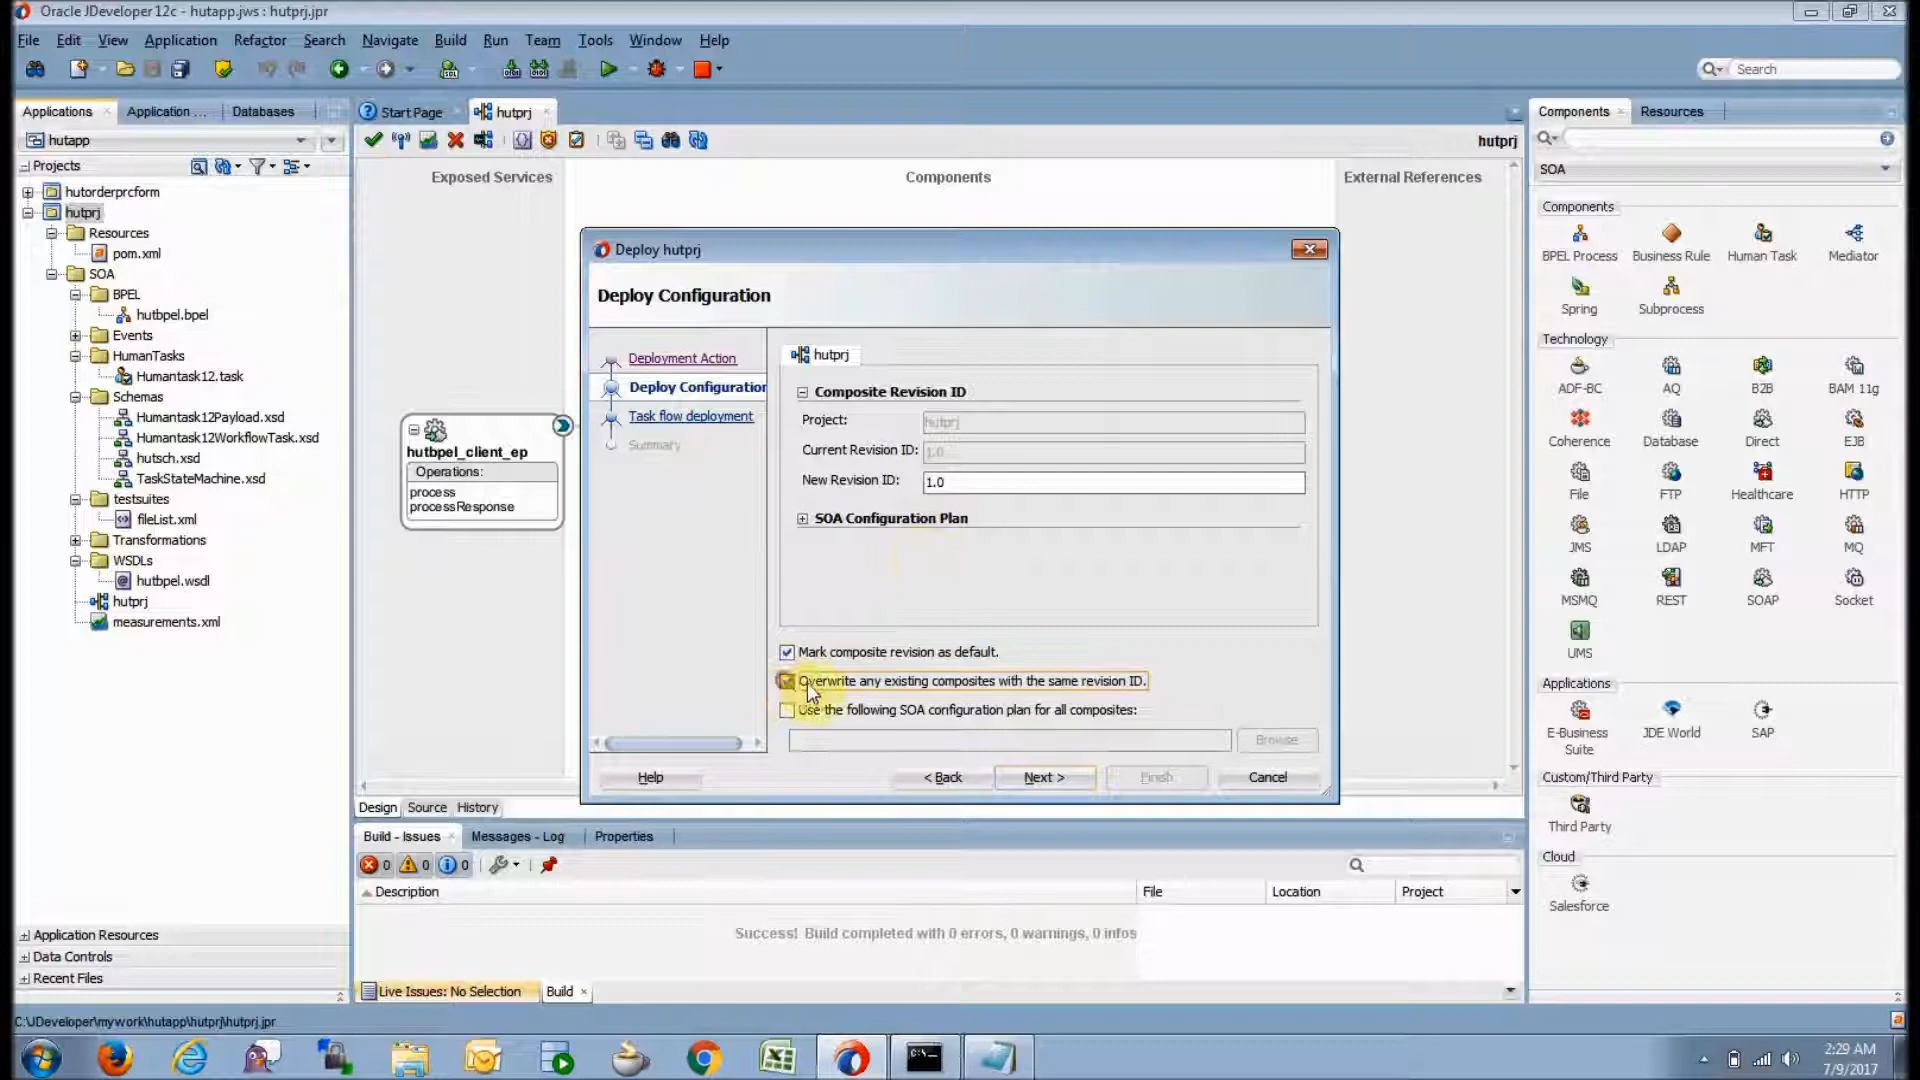 Oracle JDeveloper 12c - hutapp.jws : hutprj.jpr
File Edit View Application Refactor Search Navigate Build Run Team Tools Window Help
Search
Applications Application ... Databases
hutapp
Projects
hutorderprcform
hutprj
Resources
pom.xml
SOA
BPEL
hutbpel.bpel
Events
HumanTasks
Humantask12.task
Schemas
Humantask12Payload.xsd
Humantask12WorkflowTask.xsd
hutsch.xsd
TaskStateMachine.xsd
testsuites
fileList.xml
Transformations
WSDLs
hutbpel.wsdl
hutprj
measurements.xml
Application Resources
Data Controls
Recent Files
Start Page hutprj
hutprj
Exposed Services Components External References
hutbpel_client_ep
Operations:
process
processResponse
Deploy hutprj
Deploy Configuration
Deployment Action
Deploy Configuration
Task flow deployment
Summary
hutprj
Composite Revision ID
Project: hutprj
Current Revision ID: 1.0
New Revision ID: 1.0
SOA Configuration Plan
Mark composite revision as default.
Overwrite any existing composites with the same revision ID.
Use the following SOA configuration plan for all composites:
Browse
Help < Back Next > Finish Cancel
Design Source History
Build - Issues Messages - Log Properties
0 0 0
Description File Location Project
Success! Build completed with 0 errors, 0 warnings, 0 infos
Live Issues: No Selection Build
Components Resources
SOA
Components
BPEL Process Business Rule Human Task Mediator
Spring Subprocess
Technology
ADF-BC AQ B2B BAM 11g
Coherence Database Direct EJB
File FTP Healthcare HTTP
JMS LDAP MFT MQ
MSMQ REST SOAP Socket
UMS
Applications
E-Business Suite JDE World SAP
Custom/Third Party
Third Party
Cloud
Salesforce
C:\JDeveloper\mywork\hutapp\hutprj\hutprj.jpr
2:29 AM
7/9/2017